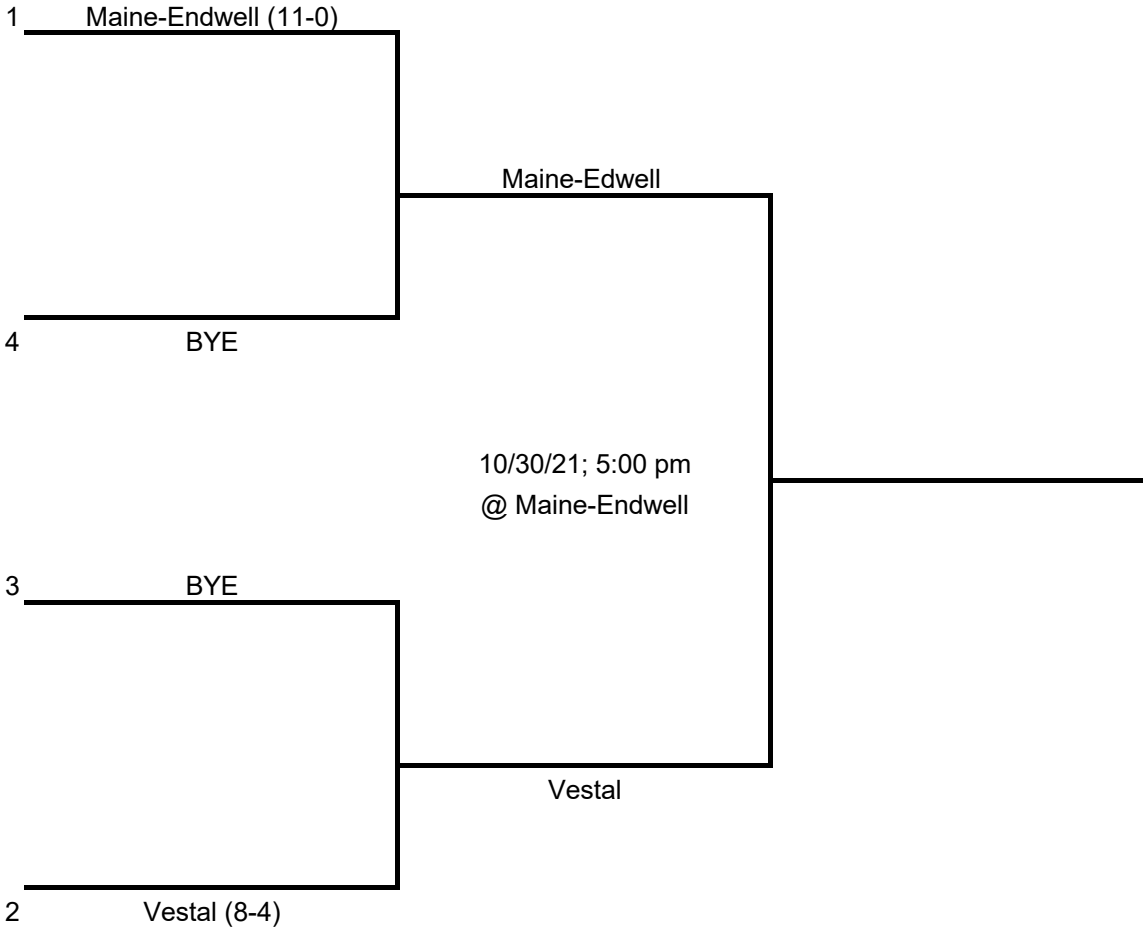 1 Maine-Endwell (11-0)
Maine-Edwell
4 BYE
10/30/21; 5:00 pm
@ Maine-Endwell
3 BYE
Vestal
2 Vestal (8-4)